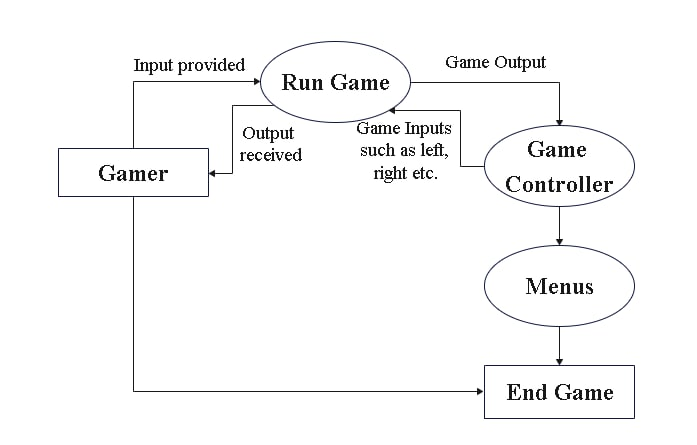 Input provided
Run Game
Game Output
Output
received
Game Inputs
such as left,
right etc.
Game
Controller
Gamer
Menus
End Game